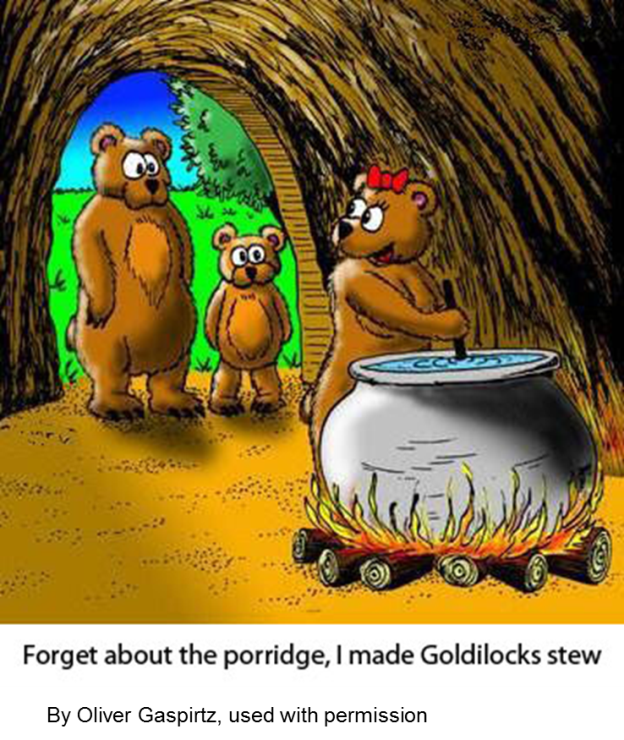 Forget about the porridge, I made Goldilocks stew
By Oliver Gaspirtz, used with permission